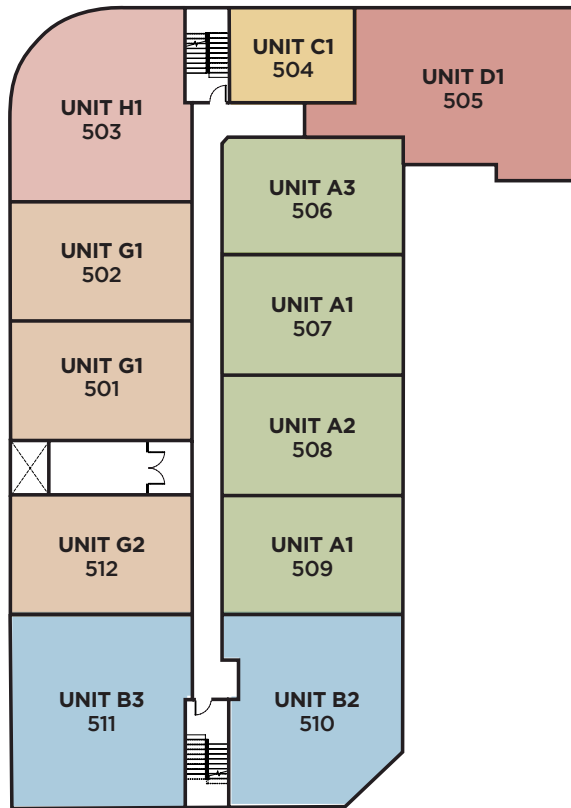 UNIT C1
504
UNIT D1
505
UNIT H1
503
UNIT A3
506
UNIT G1
502
UNIT A1
507
UNIT G1
501
UNIT A2
508
UNIT G2
512
UNIT A1
509
UNIT B3
511
UNIT B2
510